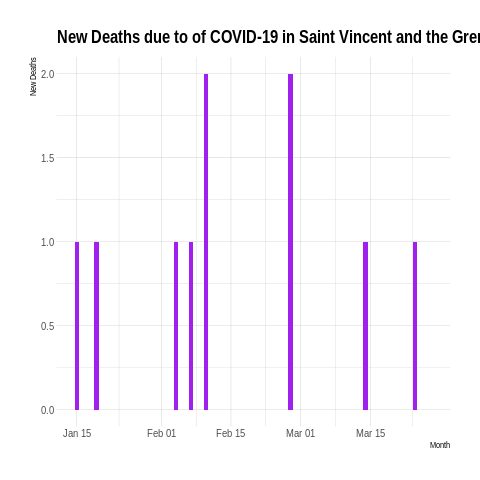 New Deaths due to of COVID-19 in Saint Vincent and the Gren
New Deaths
2.0
1.5
1.0
0.5
0.0
Jan 15 Feb 01 Feb 15 Mar 01 Mar 15
Month